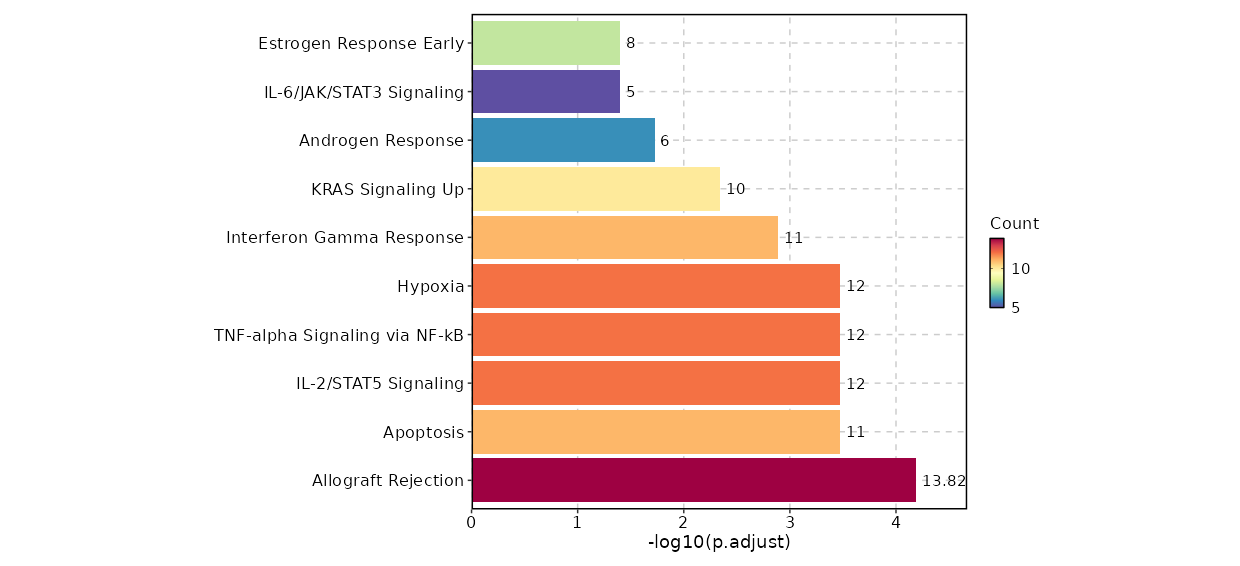 Estrogen Response Early 8
IL-6/JAK/STAT3 Signaling 5
Androgen Response 6
KRAS Signaling Up 10
Interferon Gamma Response 11
Hypoxia 12
TNF-alpha Signaling via NF-kB 12
IL-2/STAT5 Signaling 12
Apoptosis 11
Allograft Rejection 13.82
0 1 2 3 4
-log10(p.adjust)
Count
10
5